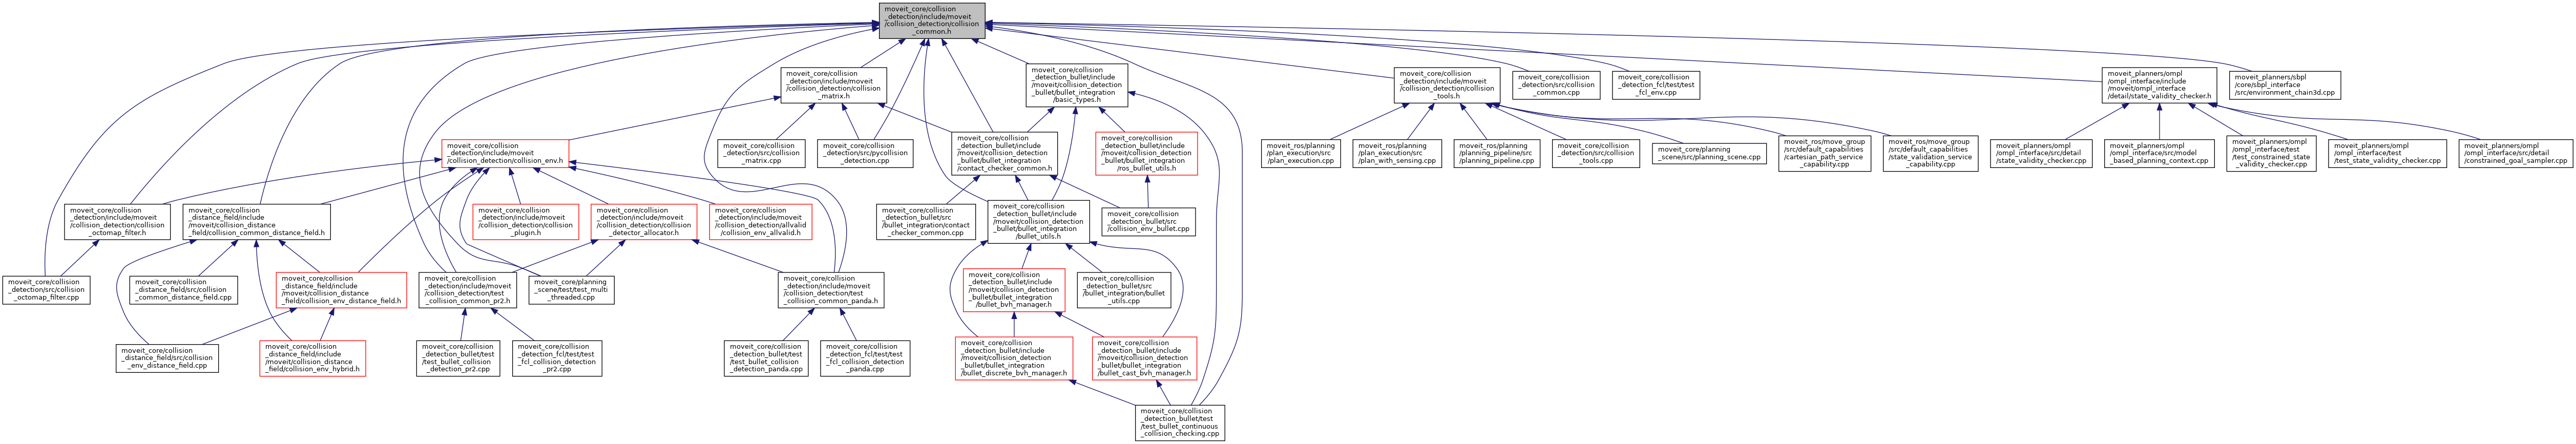 moveit_core/collision
_detection/include/moveit
/collision_detection/collision
_common.h
moveit_core/collision
_detection/include/moveit
/collision_detection/collision
_matrix.h
moveit_core/collision
_detection_bullet/include
/moveit/collision_detection
_bullet/bullet_integration
/basic_types.h
moveit_core/collision
_detection/include/moveit
/collision_detection/collision
_tools.h
moveit_core/collision
_detection/src/collision
_common.cpp
moveit_core/collision
_detection_fcl/test/test
_fcl_env.cpp
moveit_planners/ompl
/ompl_interface/include
/moveit/ompl_interface
/detail/state_validity_checker.h
moveit_planners/sbpl
/core/sbpl_interface
/src/environment_chain3d.cpp
moveit_core/collision
_detection/include/moveit
/collision_detection/collision_env.h
moveit_core/collision
_detection/src/collision
_matrix.cpp
moveit_core/collision
_detection/src/pycollision
_detection.cpp
moveit_core/collision
_detection_bullet/include
/moveit/collision_detection
_bullet/bullet_integration
/contact_checker_common.h
moveit_core/collision
_detection_bullet/include
/moveit/collision_detection
_bullet/bullet_integration
/ros_bullet_utils.h
moveit_ros/planning
/plan_execution/src
/plan_execution.cpp
moveit_ros/planning
/plan_execution/src
/plan_with_sensing.cpp
moveit_ros/planning
/planning_pipeline/src
/planning_pipeline.cpp
moveit_core/collision
_detection/src/collision
_tools.cpp
moveit_core/planning
_scene/src/planning_scene.cpp
moveit_ros/move_group
/src/default_capabilities
/cartesian_path_service
_capability.cpp
moveit_ros/move_group
/src/default_capabilities
/state_validation_service
_capability.cpp
moveit_planners/ompl
/ompl_interface/src/detail
/state_validity_checker.cpp
moveit_planners/ompl
/ompl_interface/src/model
_based_planning_context.cpp
moveit_planners/ompl
/ompl_interface/test
/test_constrained_state
_validity_checker.cpp
moveit_planners/ompl
/ompl_interface/test
/test_state_validity_checker.cpp
moveit_planners/ompl
/ompl_interface/src/detail
/constrained_goal_sampler.cpp
moveit_core/collision
_detection/include/moveit
/collision_detection/collision
_octomap_filter.h
moveit_core/collision
_distance_field/include
/moveit/collision_distance
_field/collision_common_distance_field.h
moveit_core/collision
_detection/include/moveit
/collision_detection/collision
_plugin.h
moveit_core/collision
_detection/include/moveit
/collision_detection/collision
_detector_allocator.h
moveit_core/collision
_detection/include/moveit
/collision_detection/allvalid
/collision_env_allvalid.h
moveit_core/collision
_detection_bullet/src
/bullet_integration/contact
_checker_common.cpp
moveit_core/collision
_detection_bullet/include
/moveit/collision_detection
_bullet/bullet_integration
/bullet_utils.h
moveit_core/collision
_detection_bullet/src
/collision_env_bullet.cpp
moveit_core/collision
_detection/src/collision
_octomap_filter.cpp
moveit_core/collision
_distance_field/src/collision
_common_distance_field.cpp
moveit_core/collision
_distance_field/include
/moveit/collision_distance
_field/collision_env_distance_field.h
moveit_core/collision
_detection/include/moveit
/collision_detection/test
_collision_common_pr2.h
moveit_core/planning
_scene/test/test_multi
_threaded.cpp
moveit_core/collision
_detection/include/moveit
/collision_detection/test
_collision_common_panda.h
moveit_core/collision
_detection_bullet/include
/moveit/collision_detection
_bullet/bullet_integration
/bullet_bvh_manager.h
moveit_core/collision
_detection_bullet/src
/bullet_integration/bullet
_utils.cpp
moveit_core/collision
_distance_field/src/collision
_env_distance_field.cpp
moveit_core/collision
_distance_field/include
/moveit/collision_distance
_field/collision_env_hybrid.h
moveit_core/collision
_detection_bullet/test
/test_bullet_collision
_detection_pr2.cpp
moveit_core/collision
_detection_fcl/test/test
_fcl_collision_detection
_pr2.cpp
moveit_core/collision
_detection_bullet/test
/test_bullet_collision
_detection_panda.cpp
moveit_core/collision
_detection_fcl/test/test
_fcl_collision_detection
_panda.cpp
moveit_core/collision
_detection_bullet/include
/moveit/collision_detection
_bullet/bullet_integration
/bullet_discrete_bvh_manager.h
moveit_core/collision
_detection_bullet/include
/moveit/collision_detection
_bullet/bullet_integration
/bullet_cast_bvh_manager.h
moveit_core/collision
_detection_bullet/test
/test_bullet_continuous
_collision_checking.cpp